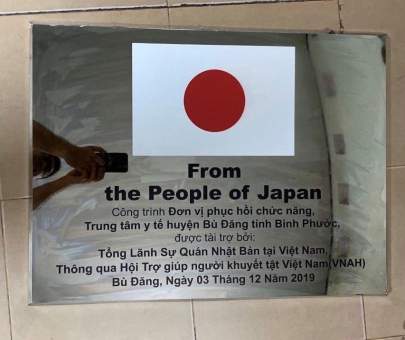 From
the People of Japan
Công trình Đơn vị phục hồi chức năng,
Trung tâm y tế huyện Bù Đăng tỉnh Bình Phước,
được tài trợ bởi;
Tổng Lãnh Sự Quán Nhật Bản tại Việt Nam,
Thông qua Hội Trợ giúp người khuyết tật Việt Nam(VNAH)
Bù Đăng, Ngày 03 Tháng 12 Năm 2019